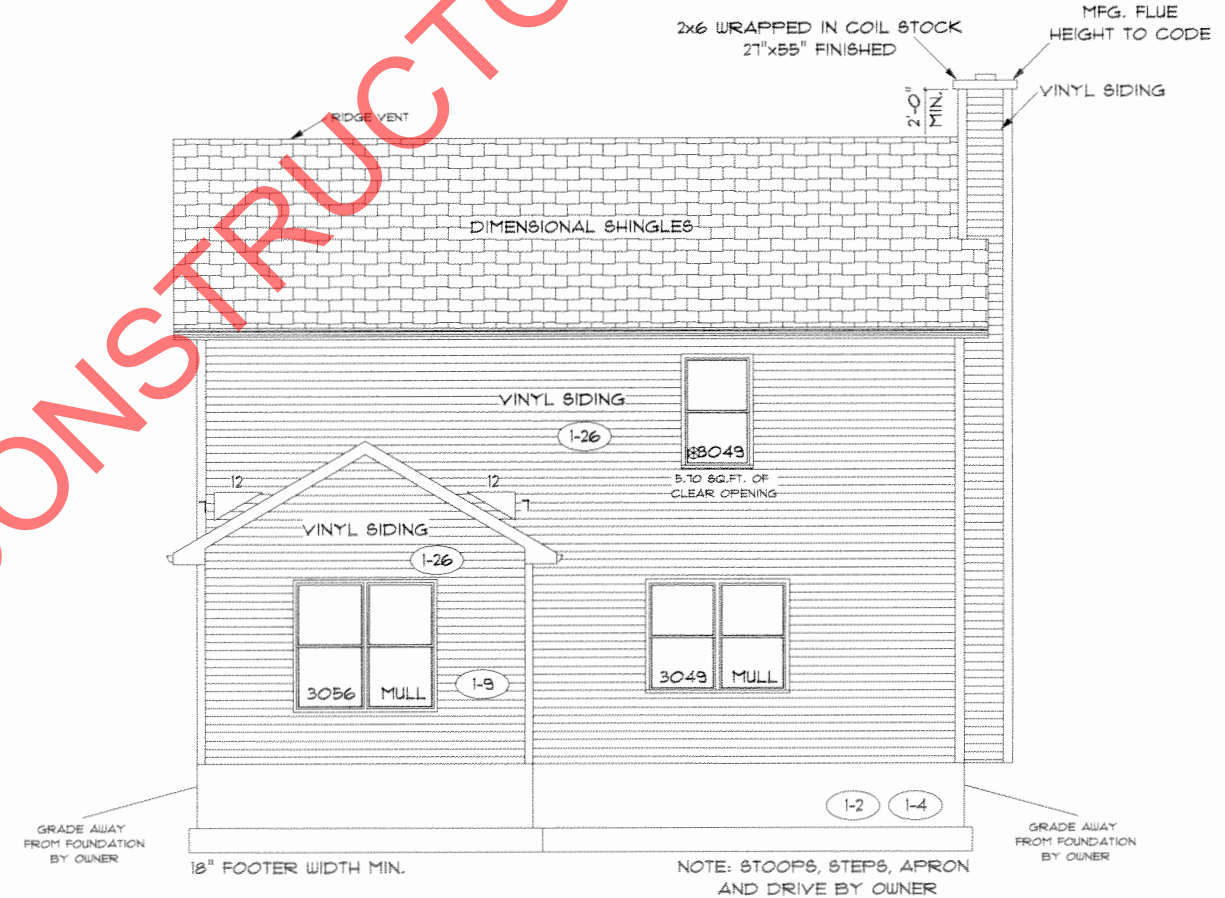 2x6 WRAPPED IN COIL STOCK
27"x55" FINISHED
MFG. FLUE
HEIGHT TO CODE
VINYL SIDING
2'-0"
MIN.
RIDGE VENT
DIMENSIONAL SHINGLES
VINYL SIDING
1-26
3049
5.70 SQ.FT. OF
CLEAR OPENING
12
7
12
7
VINYL SIDING
1-26
3056 MULL
1-9
3049 MULL
1-2
1-4
GRADE AWAY
FROM FOUNDATION
BY OWNER
GRADE AWAY
FROM FOUNDATION
BY OWNER
18" FOOTER WIDTH MIN.
NOTE: STOOPS, STEPS, APRON
AND DRIVE BY OWNER
ONSTRUCTO